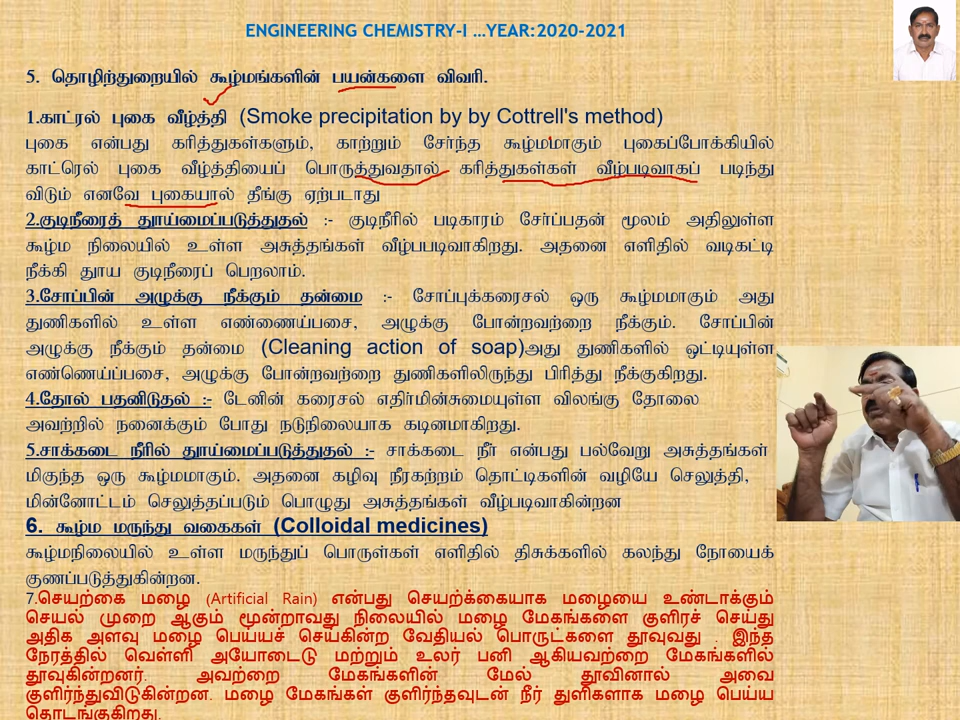 ENGINEERING CHEMISTRY-I ...YEAR:2020-2021
5. தொழிற்துறையில் கூழ்மங்களின் பயன்களை விவரி.
1.காட்ரல் புகை வீழ்த்தி (Smoke precipitation by by Cottrell's method)
புகை என்பது கரித்துகள்களும், காற்றும் சேர்ந்த கூழ்மமாகும் புகைப்போக்கியில்
காட்ரெல் புகை வீழ்த்தியைப் பொருத்துவதால் கரித்துகள்கள் வீழ்படிவாகப் படிந்து
விடும் எனவே புகையால் தீங்கு ஏற்படாது
2.குடிநீரைத் தூய்மைப்படுத்துதல் :- குடிநீரில் படிகாரம் சேர்ப்பதன் மூலம் அதிலுள்ள
கூழ்ம நிலையில் உள்ள அசுத்தங்கள் வீழ்படிவாகிறது. அதனை எளிதில் வடிகட்டி
நீக்கி தூய குடிநீரைப் பெறலாம்.
3.சோப்பின் அழுக்கு நீக்கும் தன்மை :- சோப்புக்கரைசல் ஒரு கூழ்மமாகும் அது
துணிகளில் உள்ள எண்ணைய்பசை, அழுக்கு போன்றவற்றை நீக்கும். சோப்பின்
அழுக்கு நீக்கும் தன்மை (Cleaning action of soap)அது துணிகளில் ஒட்டியுள்ள
எண்ணெய்ப்பசை, அழுக்கு போன்றவற்றை துணிகளிலிருந்து பிரித்து நீக்குகிறது.
4.தோல் பதனிடுதல் :- டேனின் கரைசல் எதிர்மின்சுமையுள்ள விலங்கு தோலை
அவற்றில் நனைக்கும் போது நடுநிலையாக கடினமாகிறது.
5.சாக்கடை நீரில் தூய்மைப்படுத்துதல் :- சாக்கடை நீர் என்பது பல்வேறு அசுத்தங்கள்
மிகுந்த ஒரு கூழ்மமாகும். அதனை கழிவு நீரகற்றம் தொட்டிகளின் வழியே செலுத்தி,
மின்னோட்டம் செலுத்தப்படும் பொழுது அசுத்தங்கள் வீழ்படிவாகின்றன
6. கூழ்ம மருந்து வகைகள் (Colloidal medicines)
கூழ்மநிலையில் உள்ள மருந்துப் பொருள்கள் எளிதில் திசுக்களில் கலந்து நோயைக்
குணப்படுத்துகின்றன.
7.செயற்கை மழை (Artificial Rain) என்பது செயற்க்கையாக மழையை உண்டாக்கும்
செயல் முறை ஆகும் மூன்றாவது நிலையில் மழை மேகங்களை குளிரச் செய்து
அதிக அளவு மழை பெய்யச் செய்கின்ற வேதியல் பொருட்களை தூவுவது . இந்த
நேரத்தில் வெள்ளி அயோடைடு மற்றும் உலர் பனி ஆகியவற்றை மேகங்களில்
தூவுகின்றனர். அவற்றை மேகங்களின் மேல் தூவினால் அவை
குளிர்ந்துவிடுகின்றன. மழை மேகங்கள் குளிர்ந்தவுடன் நீர் துளிகளாக மழை பெய்ய
தொடங்குகிறது.